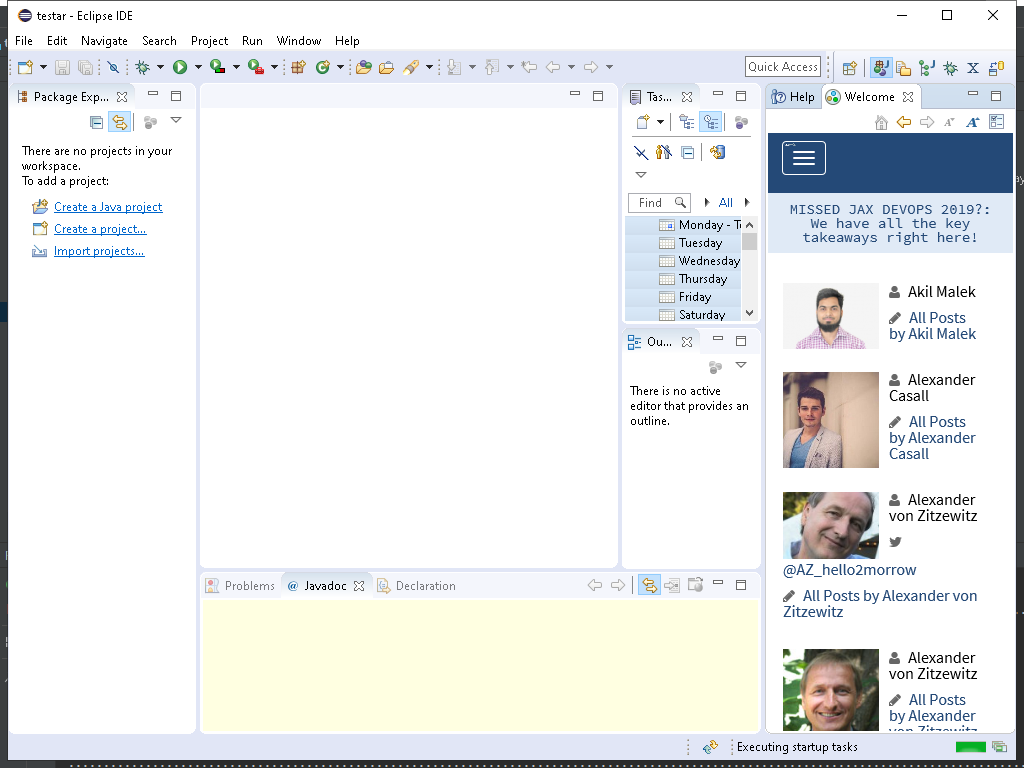 testar - Eclipse IDE
File Edit Navigate Search Project Run Window Help
Quick Access
Package Exp...
There are no projects in your
workspace.
To add a project:
Create a Java project
Create a project...
Import projects...
Tas...
Find
All
Monday - T
Tuesday
Wednesday
Thursday
Friday
Saturday
Ou...
There is no active
editor that provides an
outline.
Problems @ Javadoc Declaration
Help Welcome
MISSED JAX DEVOPS 2019?:
We have all the key
takeaways right here!
Akil Malek
All Posts
by Akil Malek
Alexander
Casall
All Posts
by Alexander
Casall
Alexander
von Zitzewitz
@AZ_hello2morrow
All Posts by Alexander von
Zitzewitz
Alexander
von Zitzewitz
All Posts
by Alexander
von Zitzewitz
Executing startup tasks